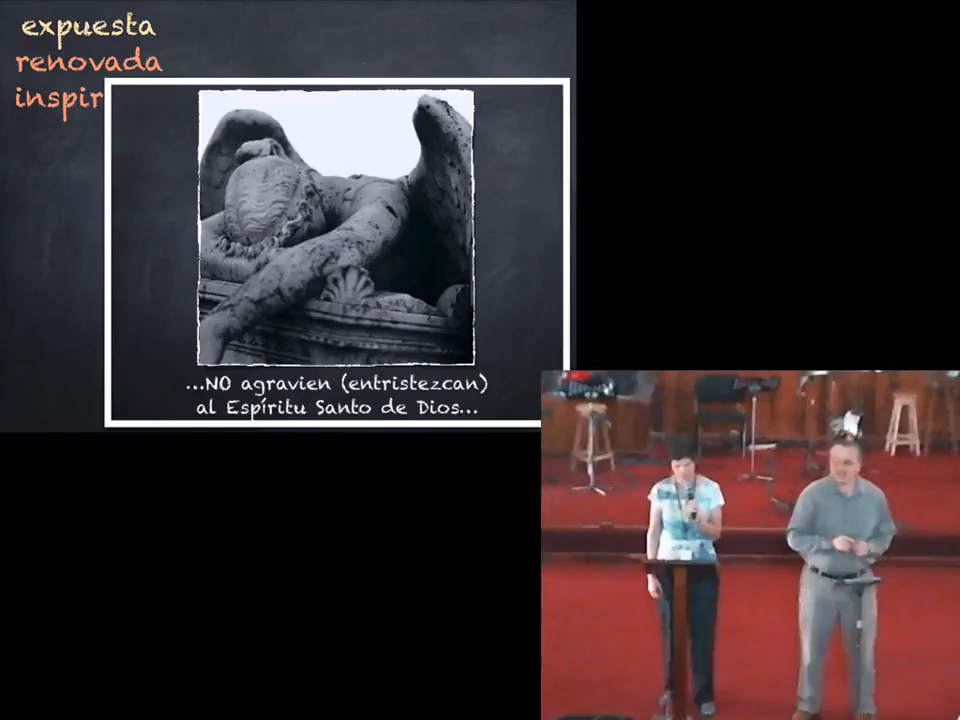 expuesta
renovada
inspir
...NO agravien (entristezcan)
al Espíritu Santo de Dios...